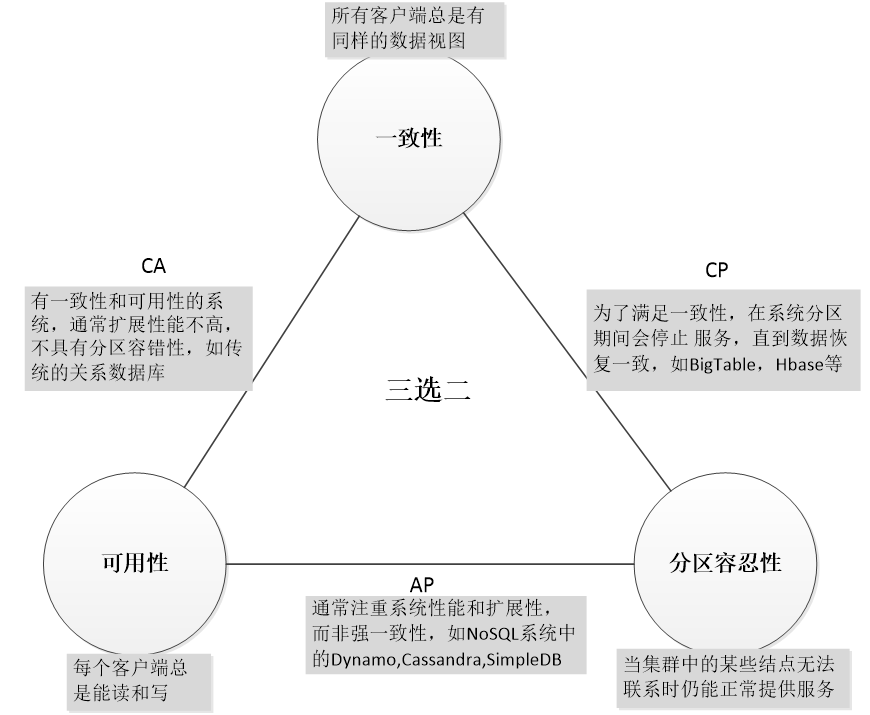 所有客户端总是有
同样的数据视图
一致性
CA
有一致性和可用性的系
统，通常扩展性能不高，
不具有分区容错性，如传
统的关系数据库
CP
为了满足一致性，在系统分区
期间会停止 服务，直到数据恢
复一致，如BigTable，Hbase等
三选二
可用性
分区容忍性
AP
通常注重系统性能和扩展性，
而非强一致性，如NoSQL系统中
的Dynamo,Cassandra,SimpleDB
每个客户端总
是能读和写
当集群中的某些结点无法
联系时仍能正常提供服务